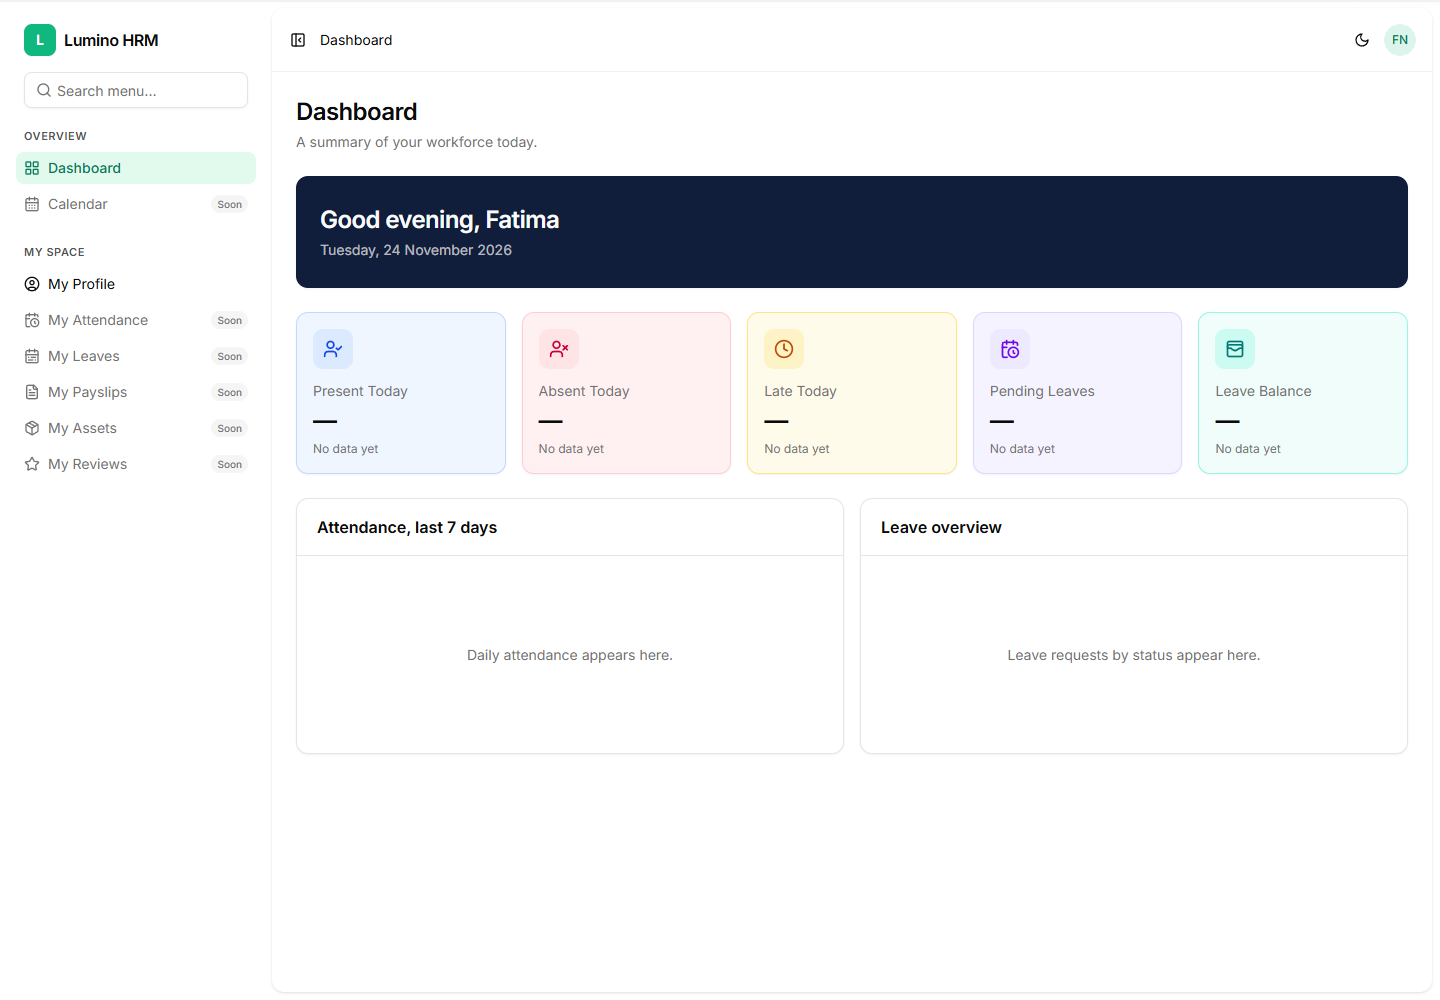 L
Lumino HRM
Search menu...
OVERVIEW
Dashboard
Calendar
Soon
MY SPACE
My Profile
My Attendance
Soon
My Leaves
Soon
My Payslips
Soon
My Assets
Soon
My Reviews
Soon
Dashboard
FN
Dashboard
A summary of your workforce today.
Good evening, Fatima
Tuesday, 24 November 2026
Present Today
—
No data yet
Absent Today
—
No data yet
Late Today
—
No data yet
Pending Leaves
—
No data yet
Leave Balance
—
No data yet
Attendance, last 7 days
Daily attendance appears here.
Leave overview
Leave requests by status appear here.